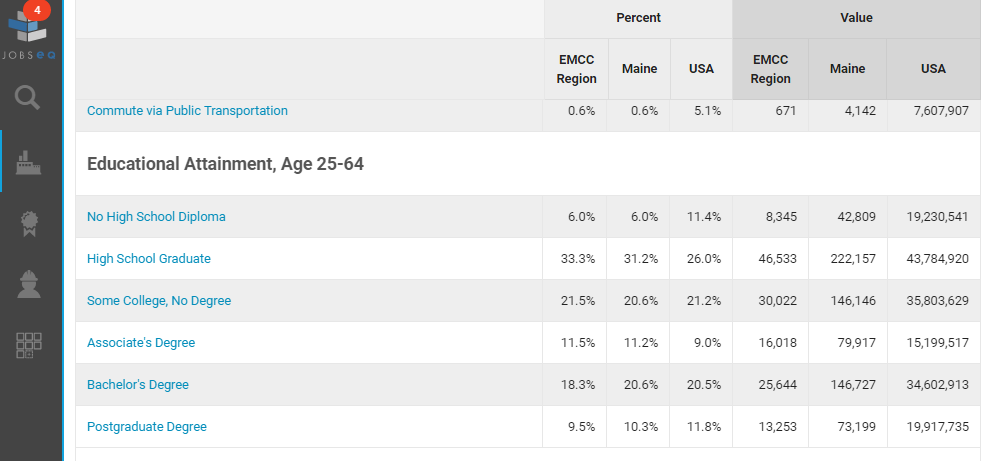 4
JOBSEQ
Percent Value
EMCC Region Maine USA EMCC Region Maine USA
Commute via Public Transportation 0.6% 0.6% 5.1% 671 4,142 7,607,907
Educational Attainment, Age 25-64
No High School Diploma 6.0% 6.0% 11.4% 8,345 42,809 19,230,541
High School Graduate 33.3% 31.2% 26.0% 46,533 222,157 43,784,920
Some College, No Degree 21.5% 20.6% 21.2% 30,022 146,146 35,803,629
Associate's Degree 11.5% 11.2% 9.0% 16,018 79,917 15,199,517
Bachelor's Degree 18.3% 20.6% 20.5% 25,644 146,727 34,602,913
Postgraduate Degree 9.5% 10.3% 11.8% 13,253 73,199 19,917,735